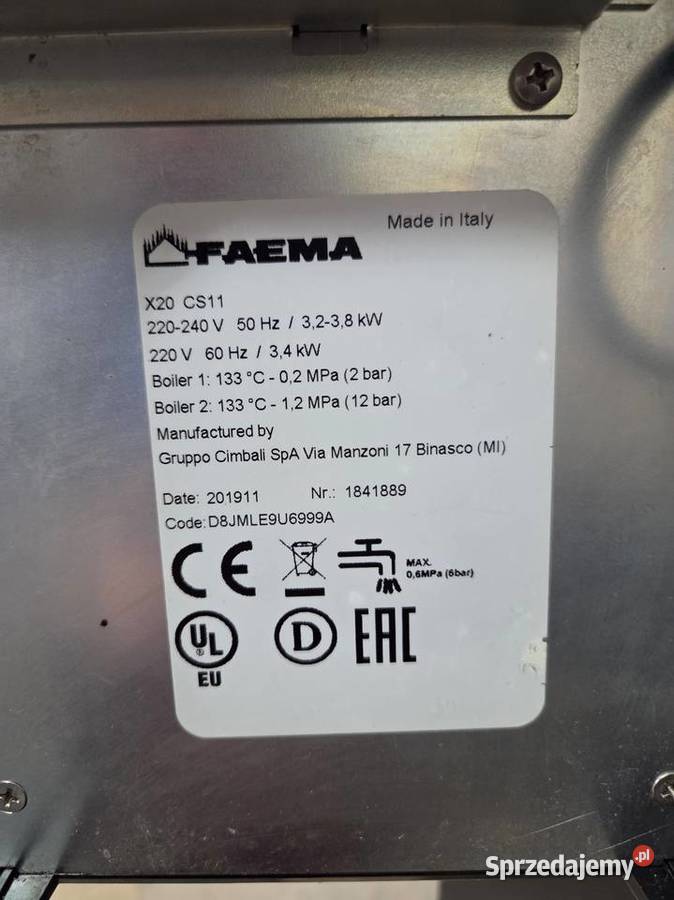 Made in Italy
FAEMA
X20 CS11
220-240 V 50 Hz / 3,2-3,8 kW
220 V 60 Hz / 3,4 kW
Boiler 1: 133 °C - 0,2 MPa (2 bar)
Boiler 2: 133 °C - 1,2 MPa (12 bar)
Manufactured by
Gruppo Cimbali SpA Via Manzoni 17 Binasco (MI)
Date: 201911 Nr.: 1841889
Code: D8JMLE9U6999A
CE
MAX.
0,6MPa (6bar)
UL ®
EU
D
EAC
Sprzedajemy.pl